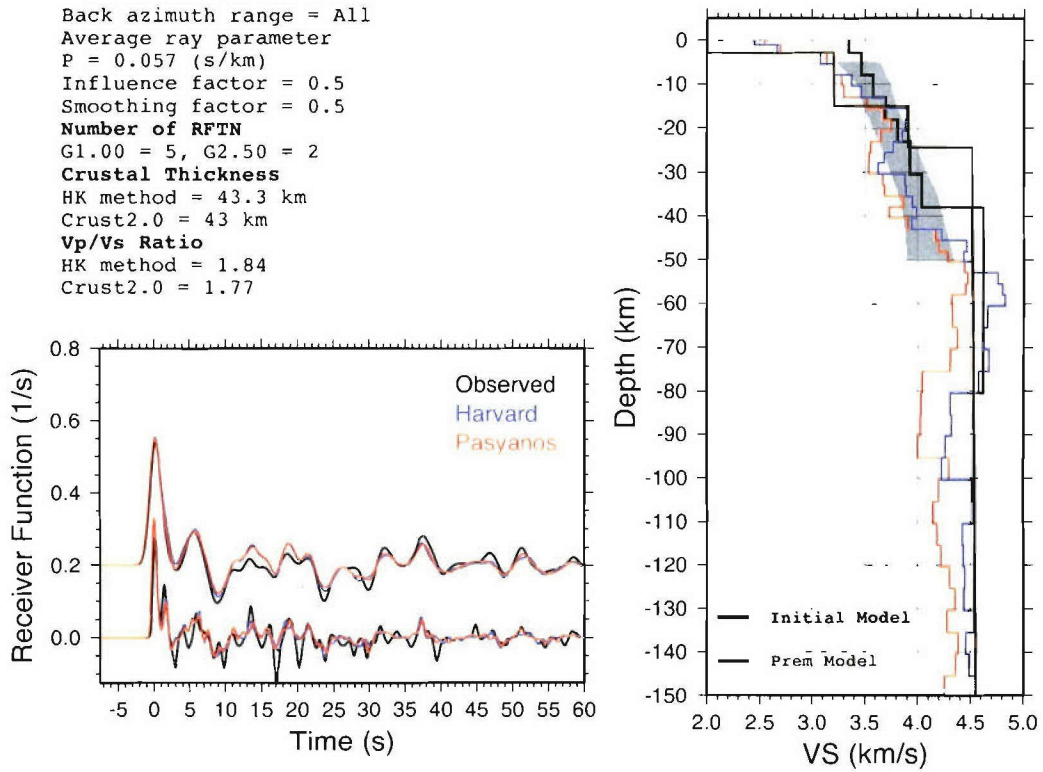 Back azimuth range = All
Average ray parameter
P = 0.057 (s/km)
Influence factor = 0.5
Smoothing factor = 0.5
Number of RFTN
G1.00 = 5, G2.50 = 2
Crustal Thickness
HK method = 43.3 km
Crust2.0 = 43 km
Vp/Vs Ratio
HK method = 1.84
Crust2.0 = 1.77
Receiver Function (1/s)
0.8
0.6
0.4
0.2
0.0
Observed
Harvard
Pasyanos
-5 0 5 10 15 20 25 30 35 40 45 50 55 60
Time (s)
Depth (km)
0
-10
-20
-30
-40
-50
-60
-70
-80
-90
-100
-110
-120
-130
-140
-150
Initial Model
Prem Model
2.0 2.5 3.0 3.5 4.0 4.5 5.0
VS (km/s)